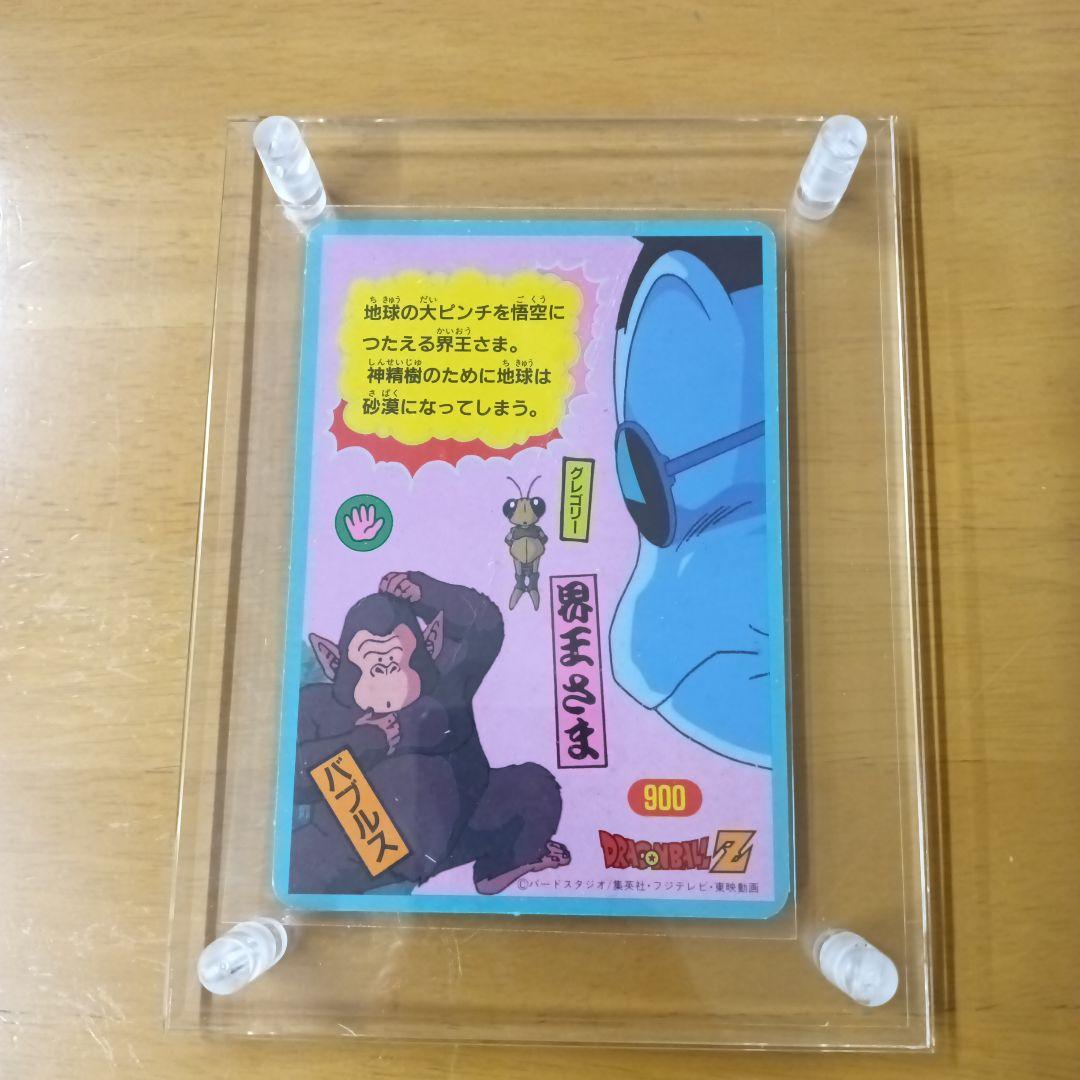 地球の大ピンチを悟空に
つたえる界王さま。
神精樹のために地球は
砂漠になってしまう。
グレゴリー
界王さま
バブルス
900
DRAGONBALL Z
©バードスタジオ/集英社・フジテレビ・東映動画